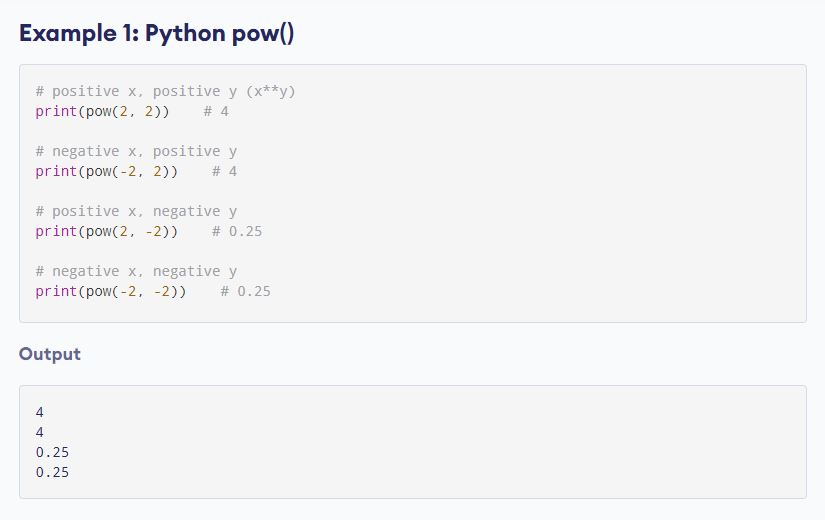 Example 1: Python pow()
# positive x, positive y (x**y)
print(pow(2, 2))    # 4
# negative x, positive y
print(pow(-2, 2))    # 4
# positive x, negative y
print(pow(2, -2))    # 0.25
# negative x, negative y
print(pow(-2, -2))    # 0.25
Output
4
4
0.25
0.25